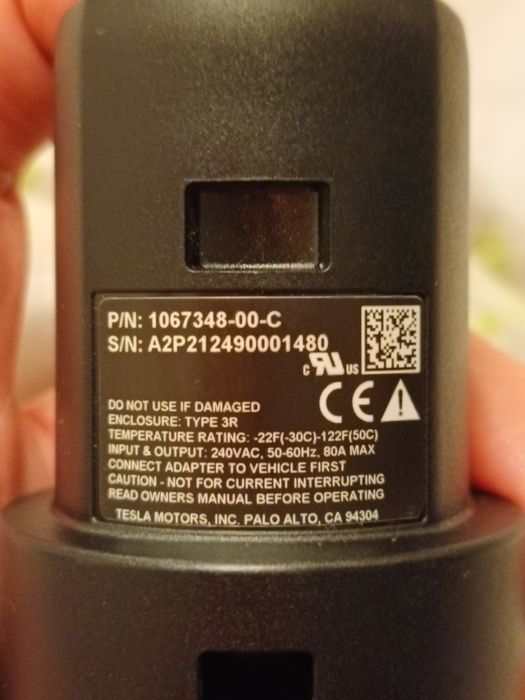 P/N: 1067348-00-C
S/N: A2P212490001480
c RU US
CE
DO NOT USE IF DAMAGED
ENCLOSURE: TYPE 3R
TEMPERATURE RATING: -22F(-30C)-122F(50C)
INPUT & OUTPUT: 240VAC, 50-60Hz, 80A MAX
CONNECT ADAPTER TO VEHICLE FIRST
CAUTION - NOT FOR CURRENT INTERRUPTING
READ OWNERS MANUAL BEFORE OPERATING
TESLA MOTORS, INC. PALO ALTO, CA 94304